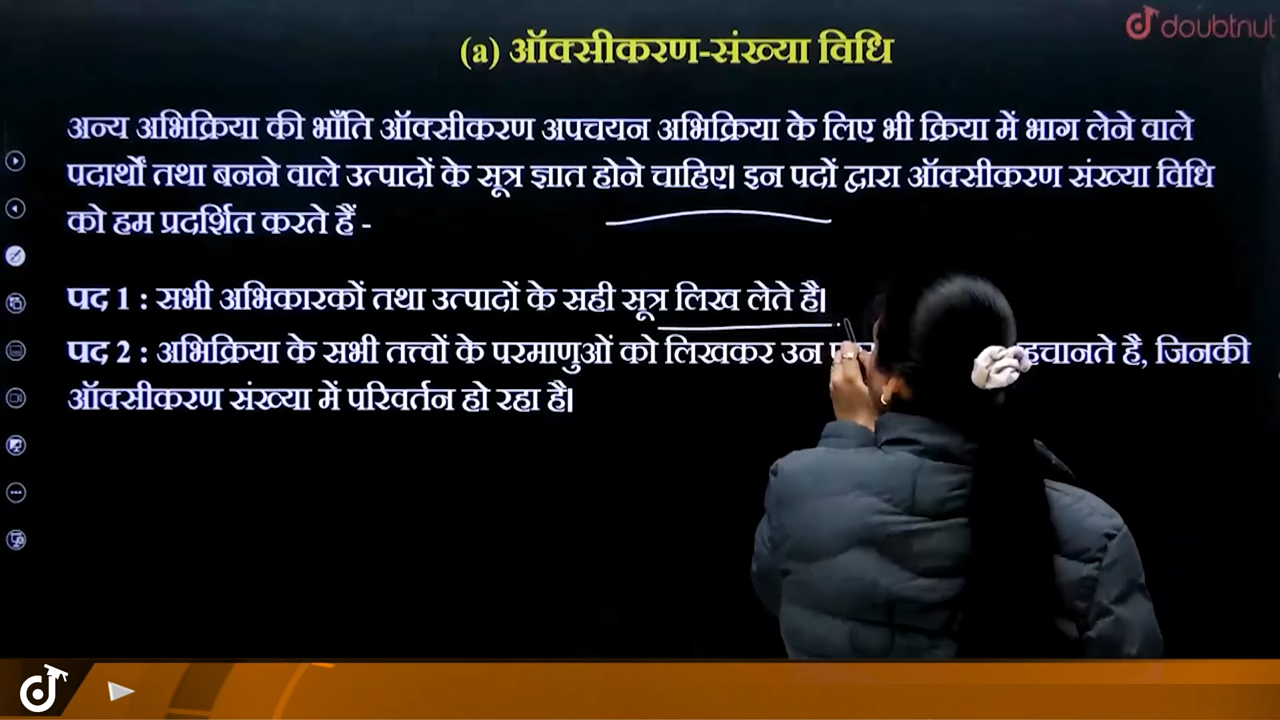 doubtnut
(a) ऑक्सीकरण-संख्या विधि
अन्य अभिक्रिया की भाँति ऑक्सीकरण अपचयन अभिक्रिया के लिए भी क्रिया में भाग लेने वाले
पदार्थों तथा बनने वाले उत्पादों के सूत्र ज्ञात होने चाहिए। इन पदों द्वारा ऑक्सीकरण संख्या विधि
को हम प्रदर्शित करते हैं -
पद 1 : सभी अभिकारकों तथा उत्पादों के सही सूत्र लिख लेते है।
पद 2 : अभिक्रिया के सभी तत्त्वों के परमाणुओं को लिखकर उन है, जिनकी
ऑक्सीकरण संख्या में परिवर्तन हो रहा है।